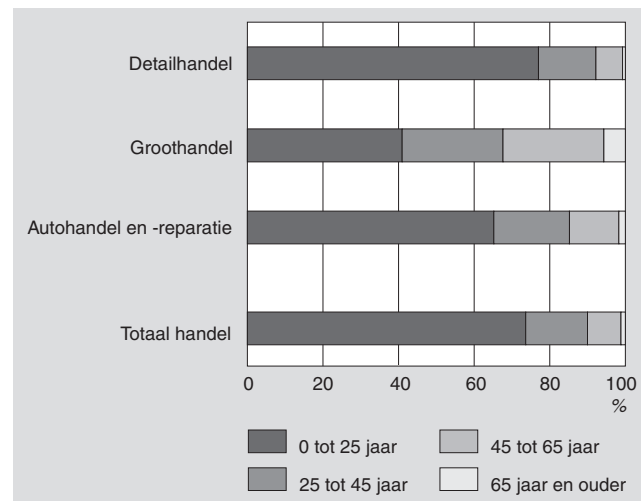 Detailhandel
Groothandel
Autohandel en -reparatie
Totaal handel
0 20 40 60 80 100
%
0 tot 25 jaar 45 tot 65 jaar
25 tot 45 jaar 65 jaar en ouder